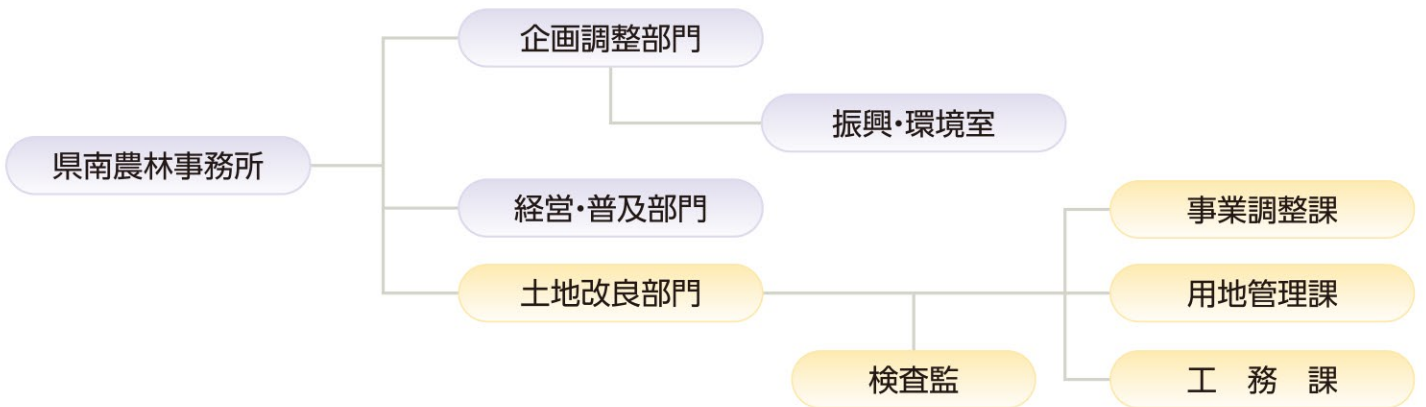 企画調整部門
振興・環境室
県南農林事務所
経営・普及部門
事業調整課
土地改良部門
用地管理課
検査監
工　務　課